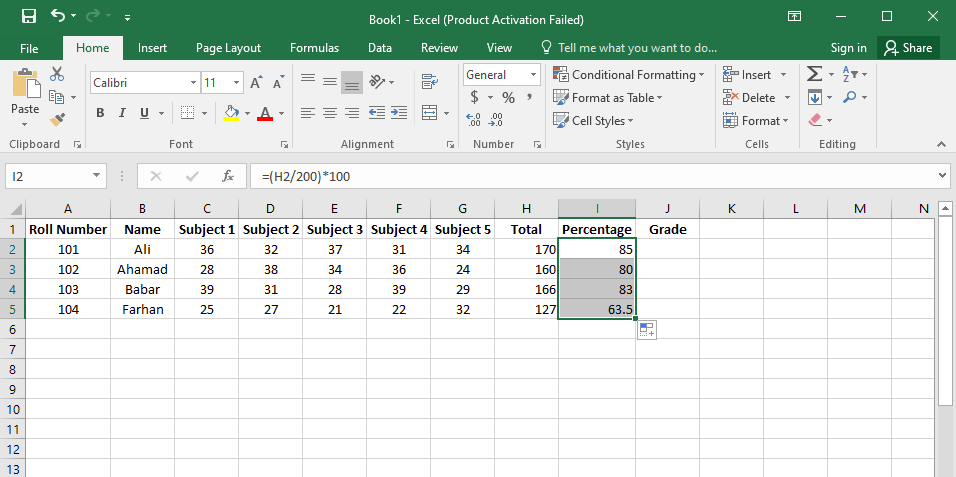 Book1 - Excel (Product Activation Failed)
File Home Insert Page Layout Formulas Data Review View Tell me what you want to do... Sign in Share
Calibri 11 General Conditional Formatting Insert
Paste B I U $ % , Format as Table Delete
Cell Styles Format
Clipboard Font Alignment Number Styles Cells Editing
I2 fx =(H2/200)*100
A B C D E F G H I J K L M N
1 Roll Number Name Subject 1 Subject 2 Subject 3 Subject 4 Subject 5 Total Percentage Grade
2 101 Ali 36 32 37 31 34 170 85
3 102 Ahamad 28 38 34 36 24 160 80
4 103 Babar 39 31 28 39 29 166 83
5 104 Farhan 25 27 21 22 32 127 63.5
6
7
8
9
10
11
12
13